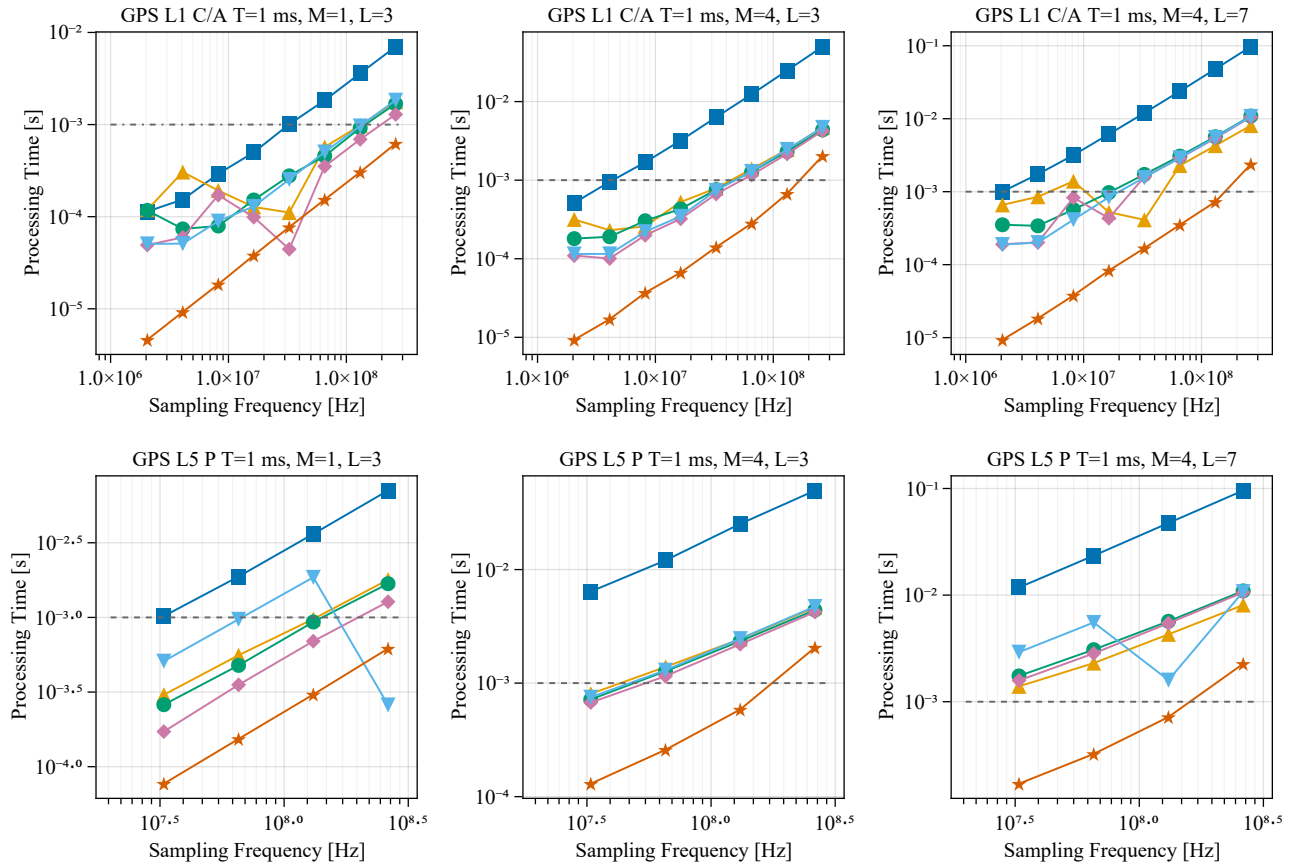 GPS L1 C/A T=1 ms, M=1, L=3
GPS L1 C/A T=1 ms, M=4, L=3
GPS L1 C/A T=1 ms, M=4, L=7
Processing Time [s]
10⁻²
10⁻³
10⁻⁴
10⁻⁵
1.0×10⁶
1.0×10⁷
1.0×10⁸
Sampling Frequency [Hz]
Processing Time [s]
10⁻²
10⁻³
10⁻⁴
10⁻⁵
1.0×10⁶
1.0×10⁷
1.0×10⁸
Sampling Frequency [Hz]
Processing Time [s]
10⁻¹
10⁻²
10⁻³
10⁻⁴
10⁻⁵
1.0×10⁶
1.0×10⁷
1.0×10⁸
Sampling Frequency [Hz]
GPS L5 P T=1 ms, M=1, L=3
GPS L5 P T=1 ms, M=4, L=3
GPS L5 P T=1 ms, M=4, L=7
Processing Time [s]
10⁻²·⁵
10⁻³·⁰
10⁻³·⁵
10⁻⁴·⁰
10⁷·⁵
10⁸·⁰
10⁸·⁵
Sampling Frequency [Hz]
Processing Time [s]
10⁻²
10⁻³
10⁻⁴
10⁷·⁵
10⁸·⁰
10⁸·⁵
Sampling Frequency [Hz]
Processing Time [s]
10⁻¹
10⁻²
10⁻³
10⁷·⁵
10⁸·⁰
10⁸·⁵
Sampling Frequency [Hz]